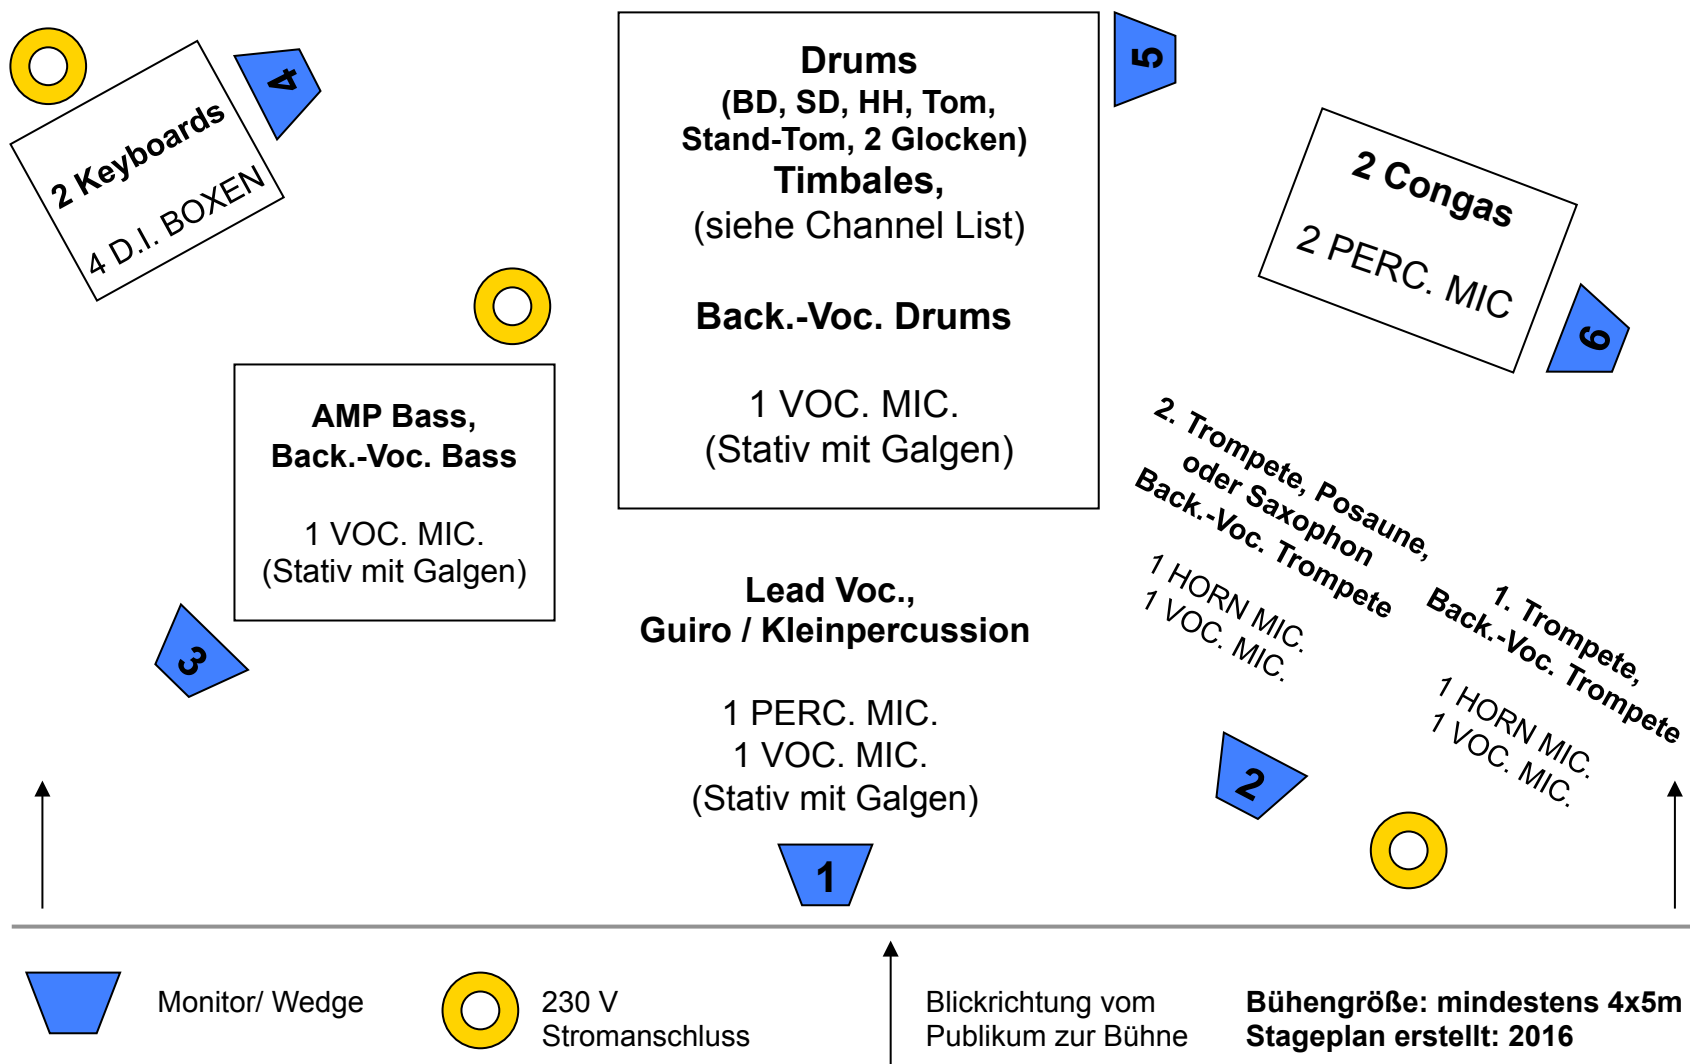 2 Keyboards
4 D.I. BOXEN
4
Drums
(BD, SD, HH, Tom,
Stand-Tom, 2 Glocken)
Timbales,
(siehe Channel List)
Back.-Voc. Drums
1 VOC. MIC.
(Stativ mit Galgen)
5
2 Congas
2 PERC. MIC
6
AMP Bass,
Back.-Voc. Bass
1 VOC. MIC.
(Stativ mit Galgen)
3
Lead Voc.,
Guiro / Kleinpercussion
1 PERC. MIC.
1 VOC. MIC.
(Stativ mit Galgen)
1
2. Trompete, Posaune,
oder Saxophon
Back.-Voc. Trompete
1 HORN MIC.
1 VOC. MIC.
2
1. Trompete,
Back.-Voc. Trompete
1 HORN MIC.
1 VOC. MIC.
Monitor/ Wedge
230 V
Stromanschluss
Blickrichtung vom
Publikum zur Bühne
Bühengröße: mindestens 4x5m
Stageplan erstellt: 2016